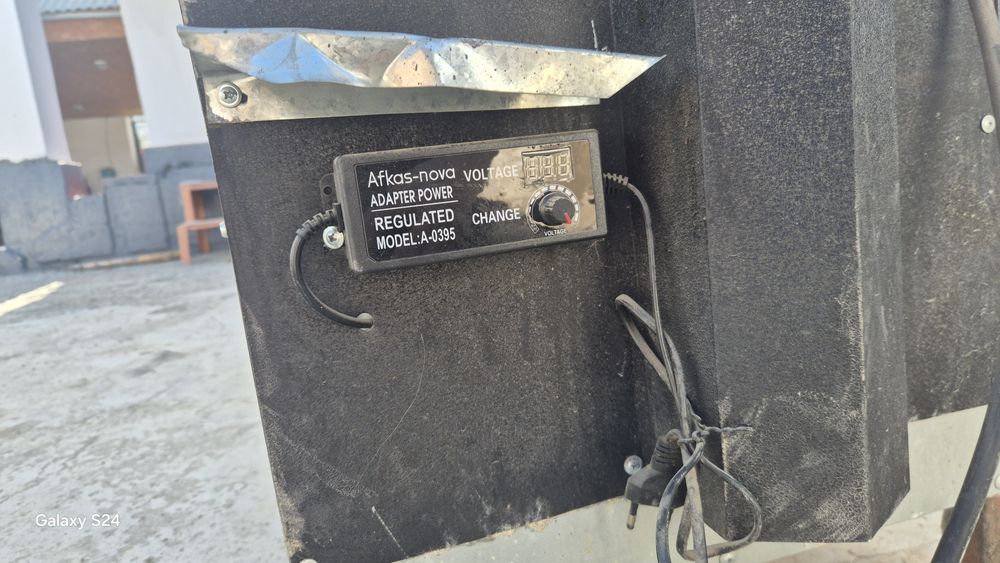 Afkas-nova
ADAPTER POWER
REGULATED
MODEL:A-0395
VOLTAGE
CHANGE
VOLTAGE
Galaxy S24